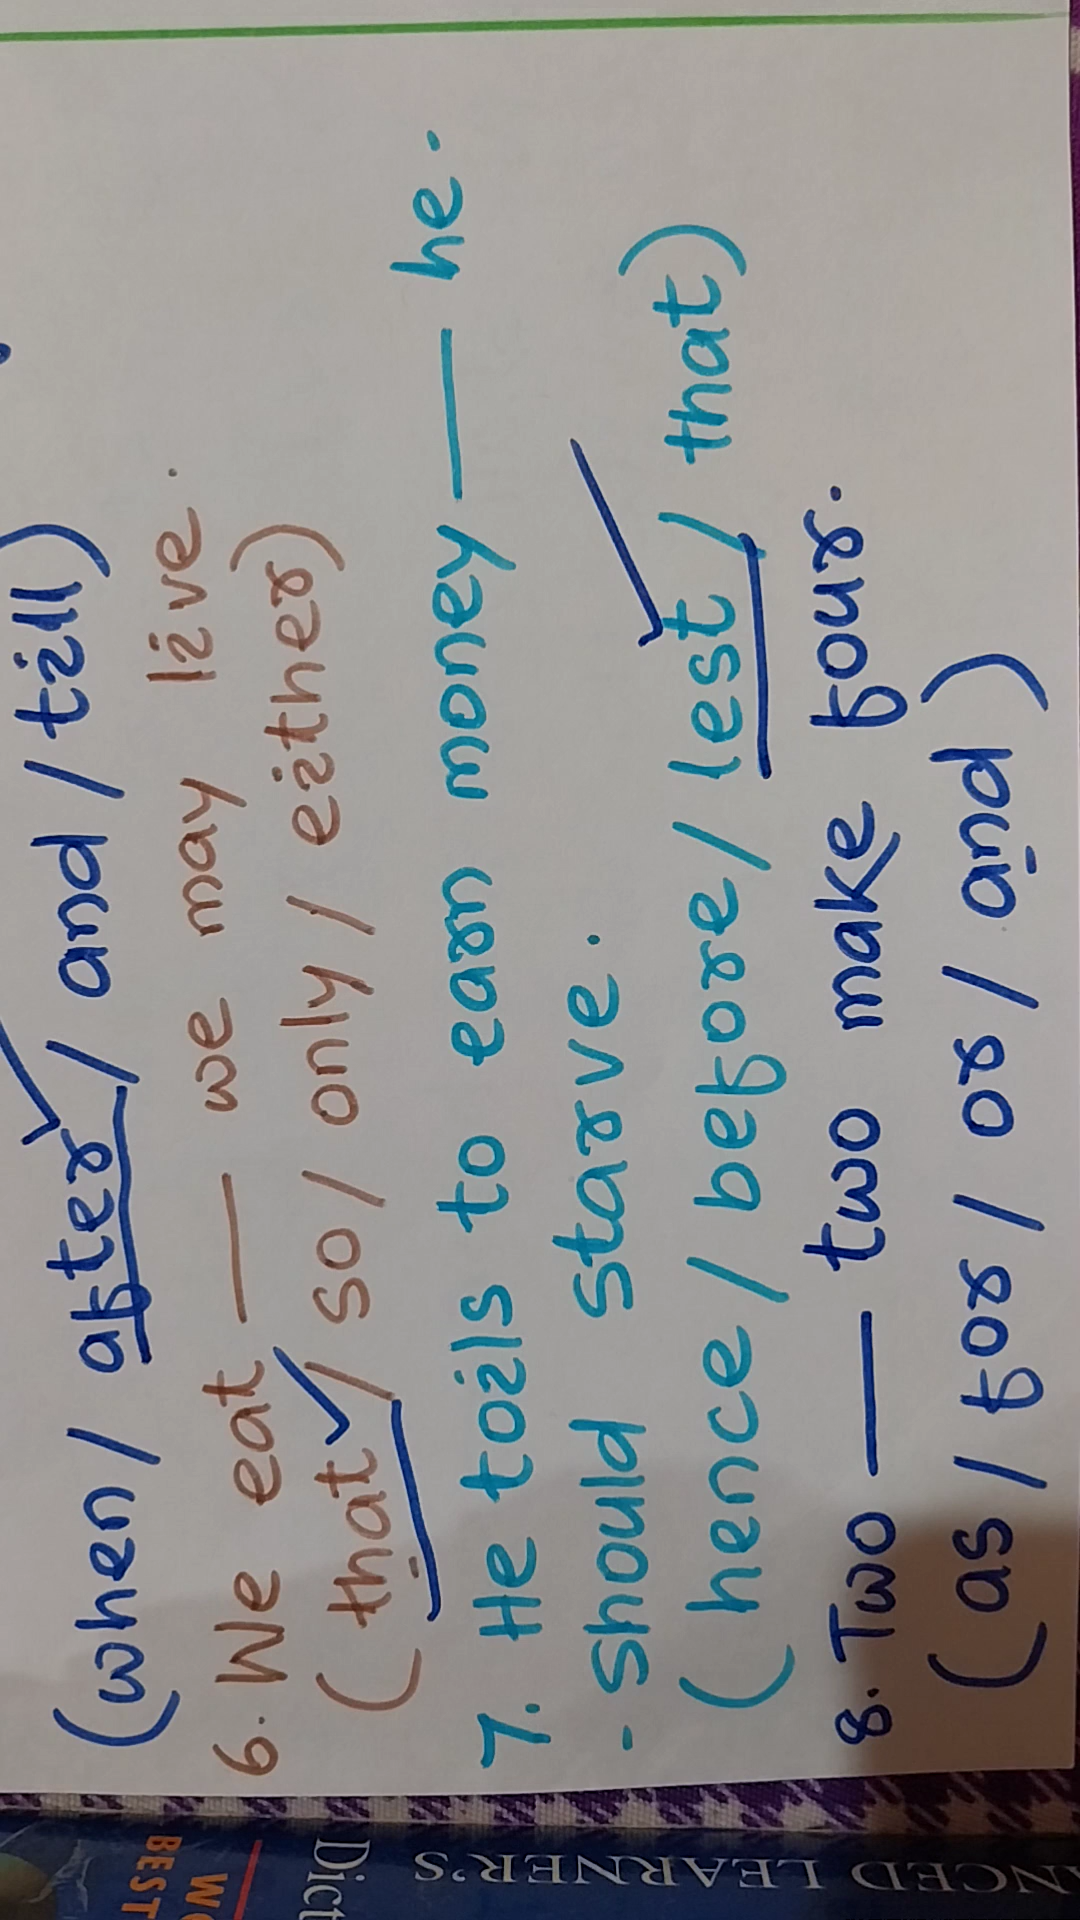 (when / after / and / till)
6. We eat — we may live.
(that / so / only / either)
7. He toils to earn money — he.
- should starve.
(hence / before / lest / that)
8. Two — two make four.
(as / for / or / and)
ANCED LEARNER'S
Dict
BEST